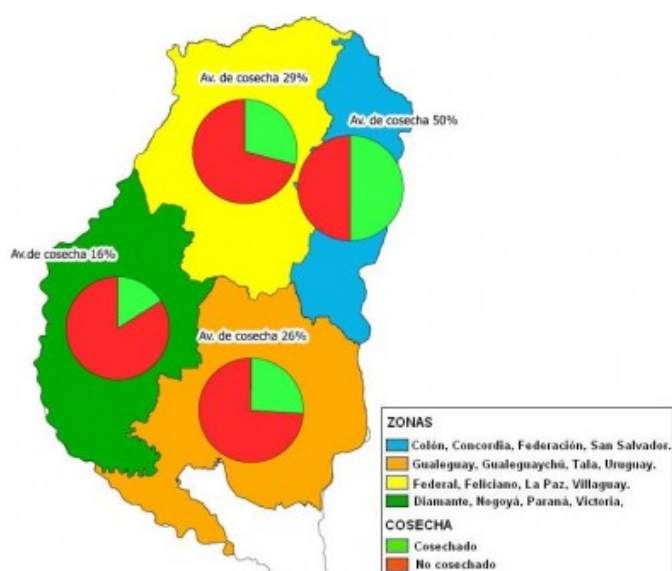 Av. de cosecha 29%
Av. de cosecha 50%
Av.de cosecha 16%
Av. de cosecha 26%
ZONAS
Colón, Concordia, Federación, San Salvador.
Gualeguay, Gualeguaychú, Tala, Uruguay.
Federal, Feliciano, La Paz, Villaguay.
Diamante, Nogoyá, Paraná, Victoria,
COSECHA
Cosechado
No cosechado